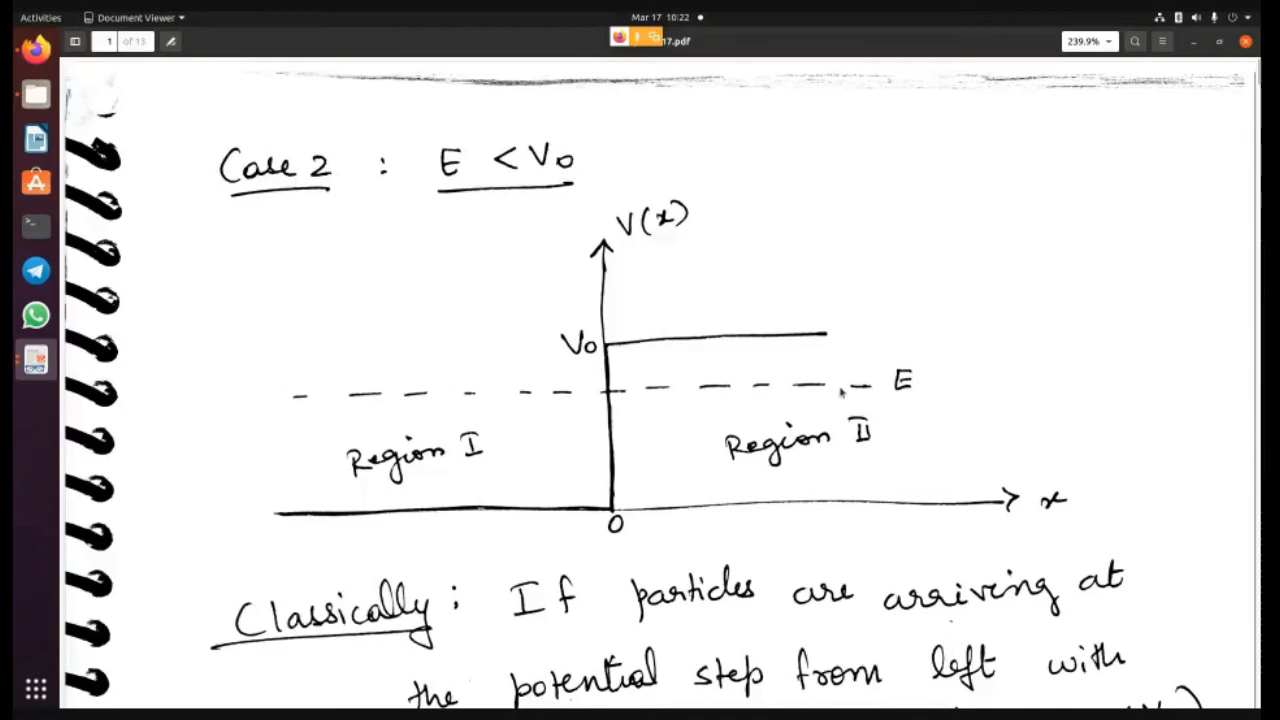 Activities
Document Viewer
Mar 17 10:22
1 of 13
17.pdf
239.9%
Case 2 : E < V0
V(x)
V0
E
Region I
Region II
0
x
Classically : If particles are arriving at
the potential step from left with